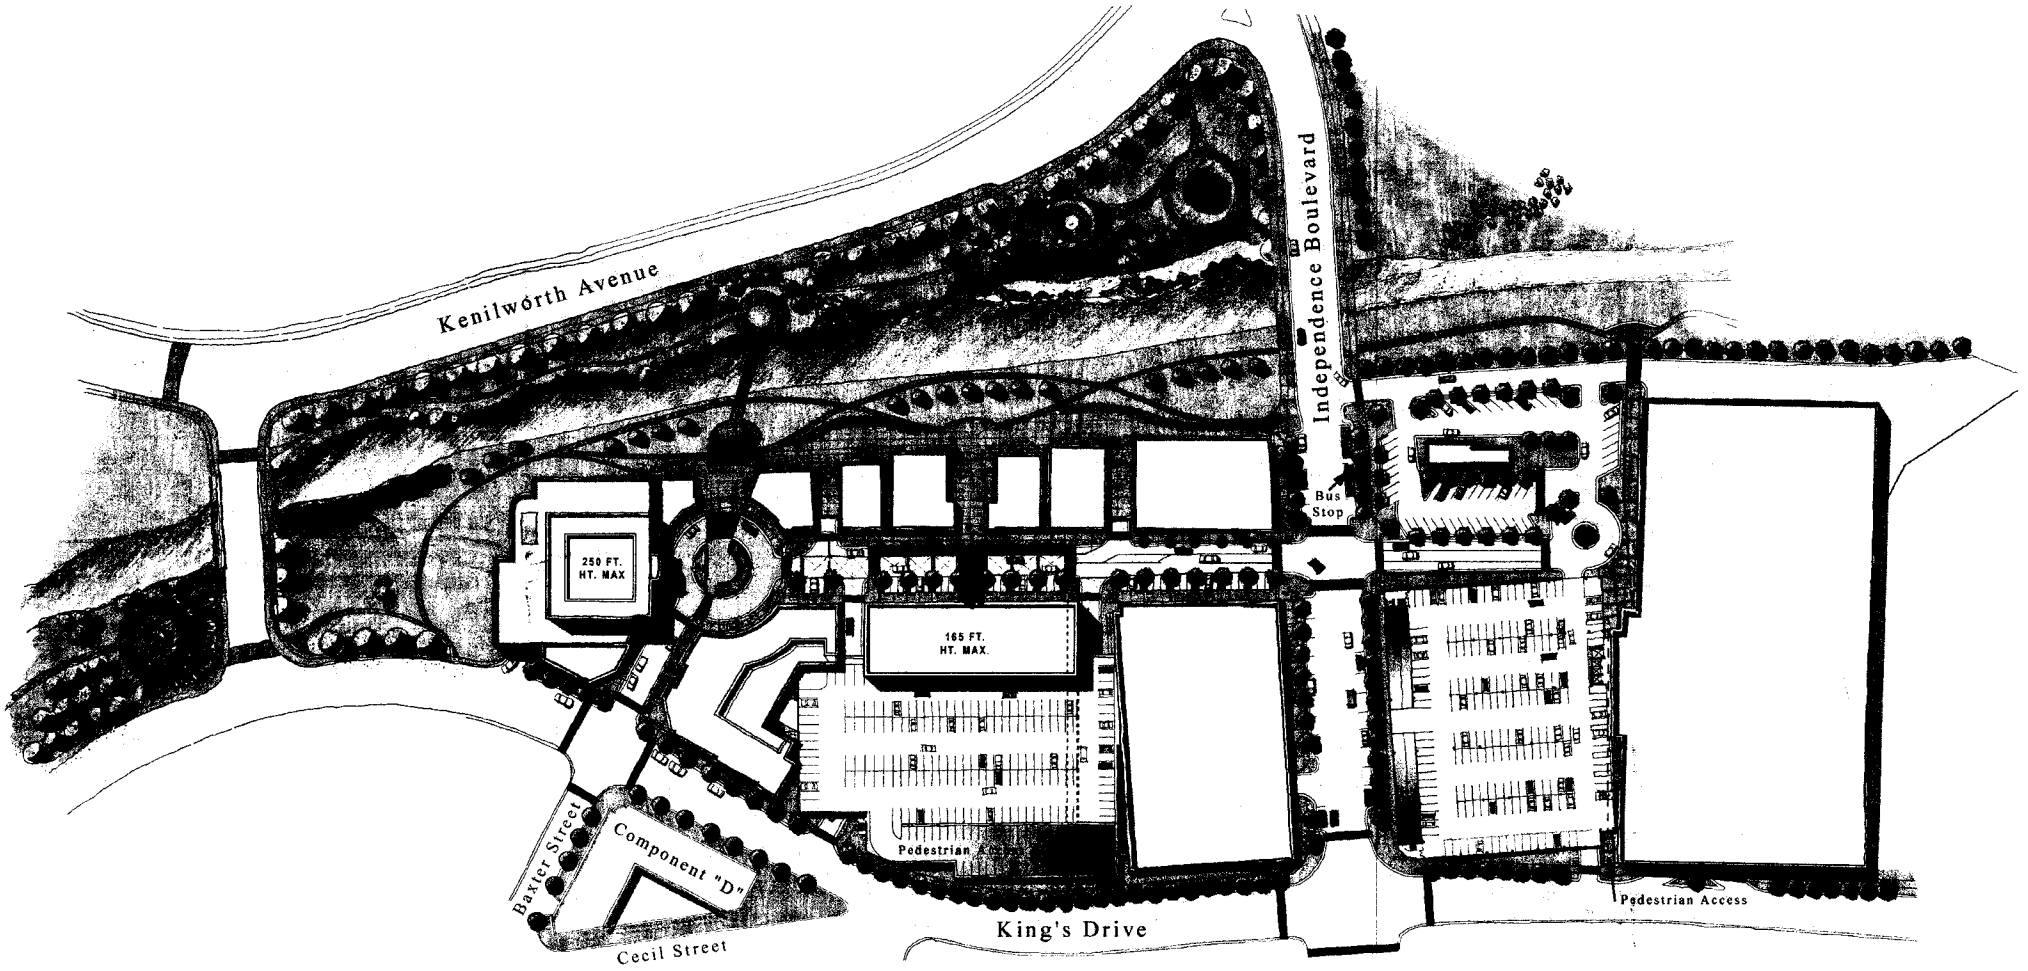 Kenilworth Avenue
Independence Boulevard
Bus
Stop
250 FT.
HT. MAX
165 FT.
HT. MAX.
Baxter Street
Component "D"
Cecil Street
Pedestrian Access
King's Drive
Pedestrian Access